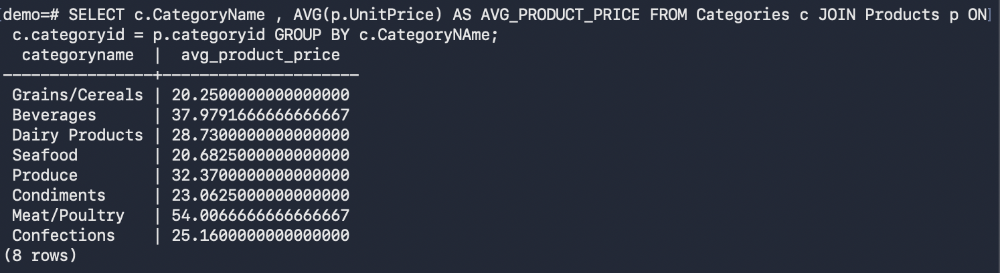 [demo=# SELECT c.CategoryName , AVG(p.UnitPrice) AS AVG_PRODUCT_PRICE FROM Categories c JOIN Products p ON]
 c.categoryid = p.categoryid GROUP BY c.CategoryNAme;
  categoryname  |  avg_product_price
----------------+---------------------
 Grains/Cereals | 20.2500000000000000
 Beverages      | 37.9791666666666667
 Dairy Products | 28.7300000000000000
 Seafood        | 20.6825000000000000
 Produce        | 32.3700000000000000
 Condiments     | 23.0625000000000000
 Meat/Poultry   | 54.0066666666666667
 Confections    | 25.1600000000000000
(8 rows)